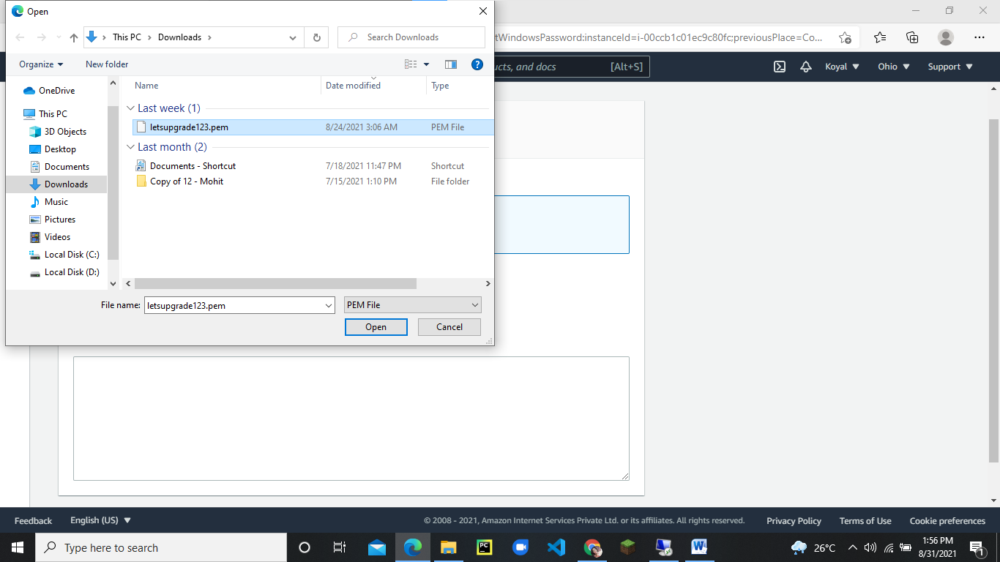 Open
This PC > Downloads >
Search Downloads
tWindowsPassword:instanceId=i-00ccb1c01ec9c80fc;previousPlace=Co...
Organize
New folder
?
ucts, and docs
[Alt+S]
Koyal
Ohio
Support
OneDrive
This PC
3D Objects
Desktop
Documents
Downloads
Music
Pictures
Videos
Local Disk (C:)
Local Disk (D:)
Name Date modified Type
Last week (1)
letsupgrade123.pem 8/24/2021 3:06 AM PEM File
Last month (2)
Documents - Shortcut 7/18/2021 11:47 PM Shortcut
Copy of 12 - Mohit 7/15/2021 1:10 PM File folder
File name: letsupgrade123.pem PEM File
Open Cancel
Feedback English (US) © 2008 - 2021, Amazon Internet Services Private Ltd. or its affiliates. All rights reserved. Privacy Policy Terms of Use Cookie preferences
Type here to search
PC
W
26°C
1:56 PM
8/31/2021
1